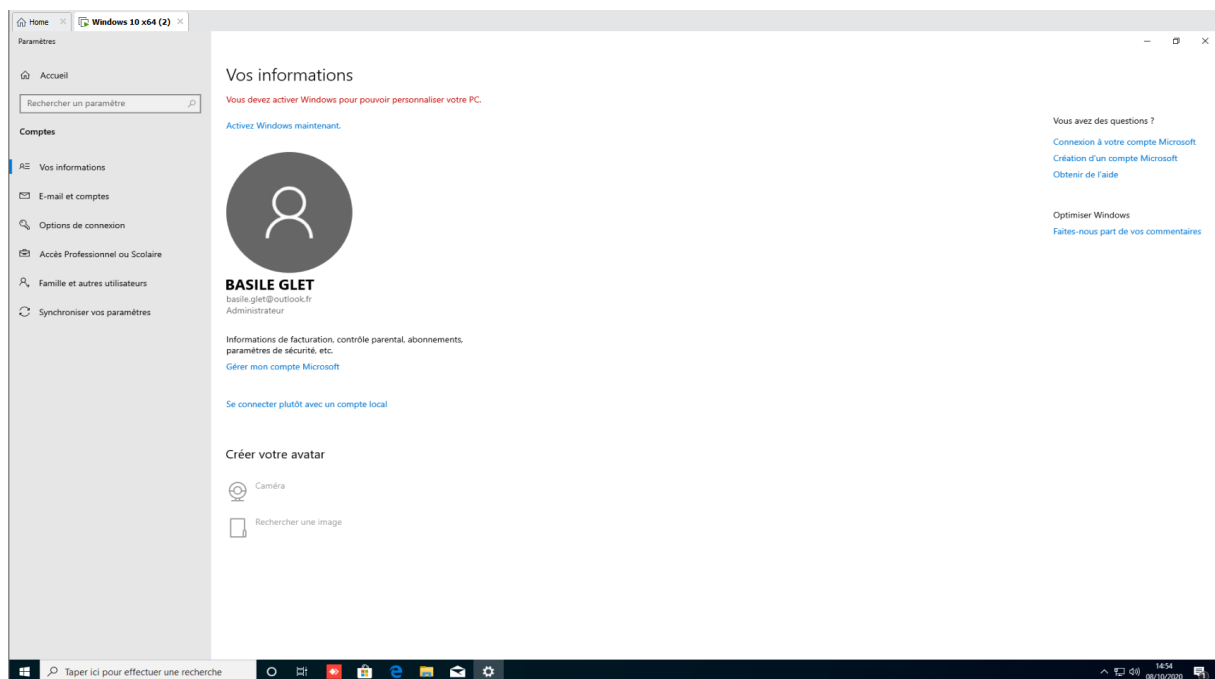 Home
Windows 10 x64 (2)
Paramètres
Accueil
Rechercher un paramètre
Comptes
Vos informations
E-mail et comptes
Options de connexion
Accès Professionnel ou Scolaire
Famille et autres utilisateurs
Synchroniser vos paramètres
Vos informations
Vous devez activer Windows pour pouvoir personnaliser votre PC.
Activez Windows maintenant.
BASILE GLET
basile.glet@outlook.fr
Administrateur
Informations de facturation, contrôle parental, abonnements,
paramètres de sécurité, etc.
Gérer mon compte Microsoft
Se connecter plutôt avec un compte local
Créer votre avatar
Caméra
Rechercher une image
Vous avez des questions ?
Connexion à votre compte Microsoft
Création d'un compte Microsoft
Obtenir de l'aide
Optimiser Windows
Faites-nous part de vos commentaires
Taper ici pour effectuer une recherche
14:54
08/10/2020